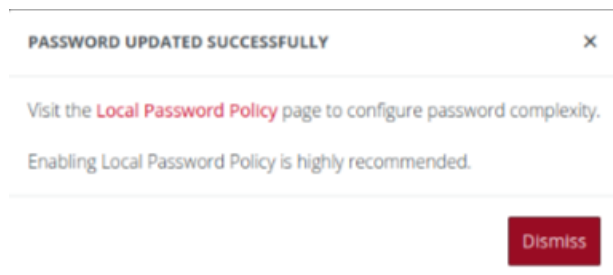 PASSWORD UPDATED SUCCESSFULLY ×
Visit the Local Password Policy page to configure password complexity.
Enabling Local Password Policy is highly recommended.
Dismiss